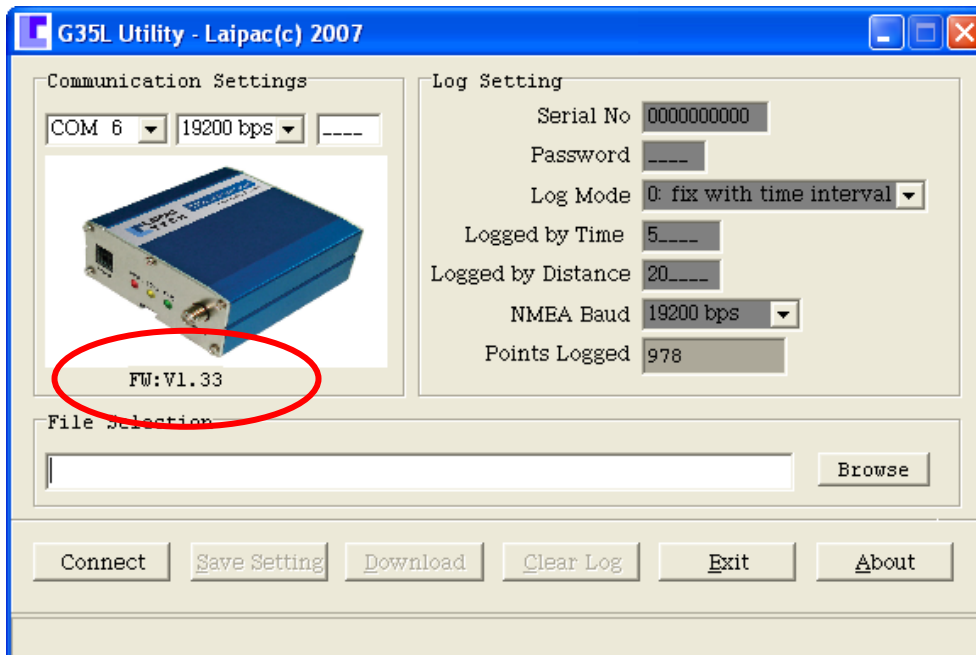 G35L Utility - Laipac(c) 2007
Communication Settings
COM 6 19200 bps ____
FW:V1.33
Log Setting
Serial No 0000000000
Password ____
Log Mode 0: fix with time interval
Logged by Time 5____
Logged by Distance 20____
NMEA Baud 19200 bps
Points Logged 978
File Selection
Browse
Connect Save Setting Download Clear Log Exit About